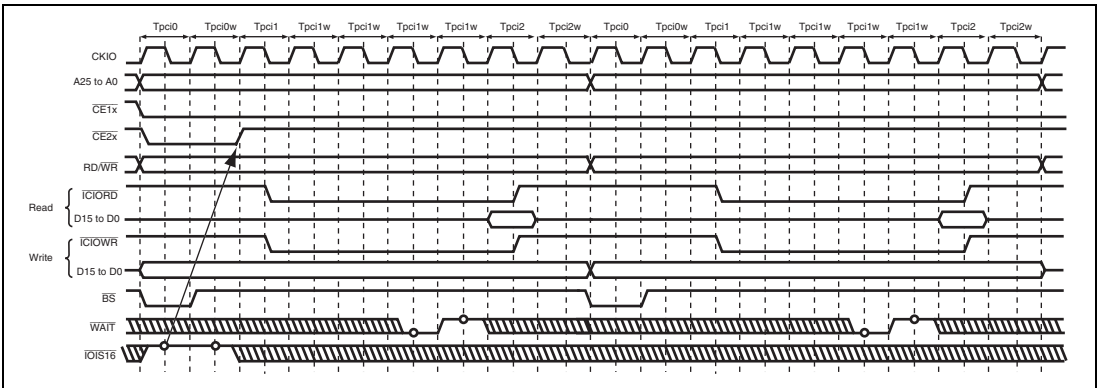 Tpci0 Tpci0w Tpci1 Tpci1w Tpci1w Tpci1w Tpci1w Tpci2 Tpci2w Tpci0 Tpci0w Tpci1 Tpci1w Tpci1w Tpci1w Tpci1w Tpci2 Tpci2w
CKIO
A25 to A0
CE1x
CE2x
RD/WR
Read
ICIORD
D15 to D0
Write
ICIOWR
D15 to D0
BS
WAIT
IOIS16